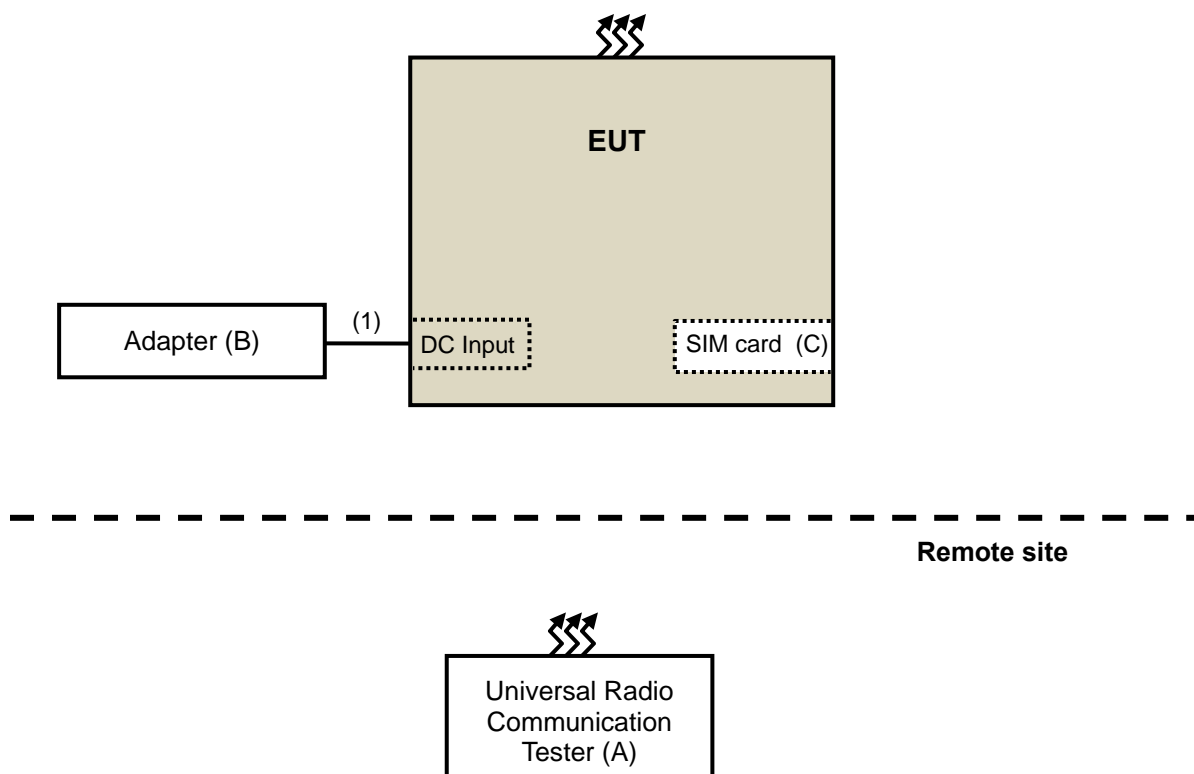 EUT
Adapter (B)
(1)
DC Input
SIM card (C)
Remote site
Universal Radio
Communication
Tester (A)